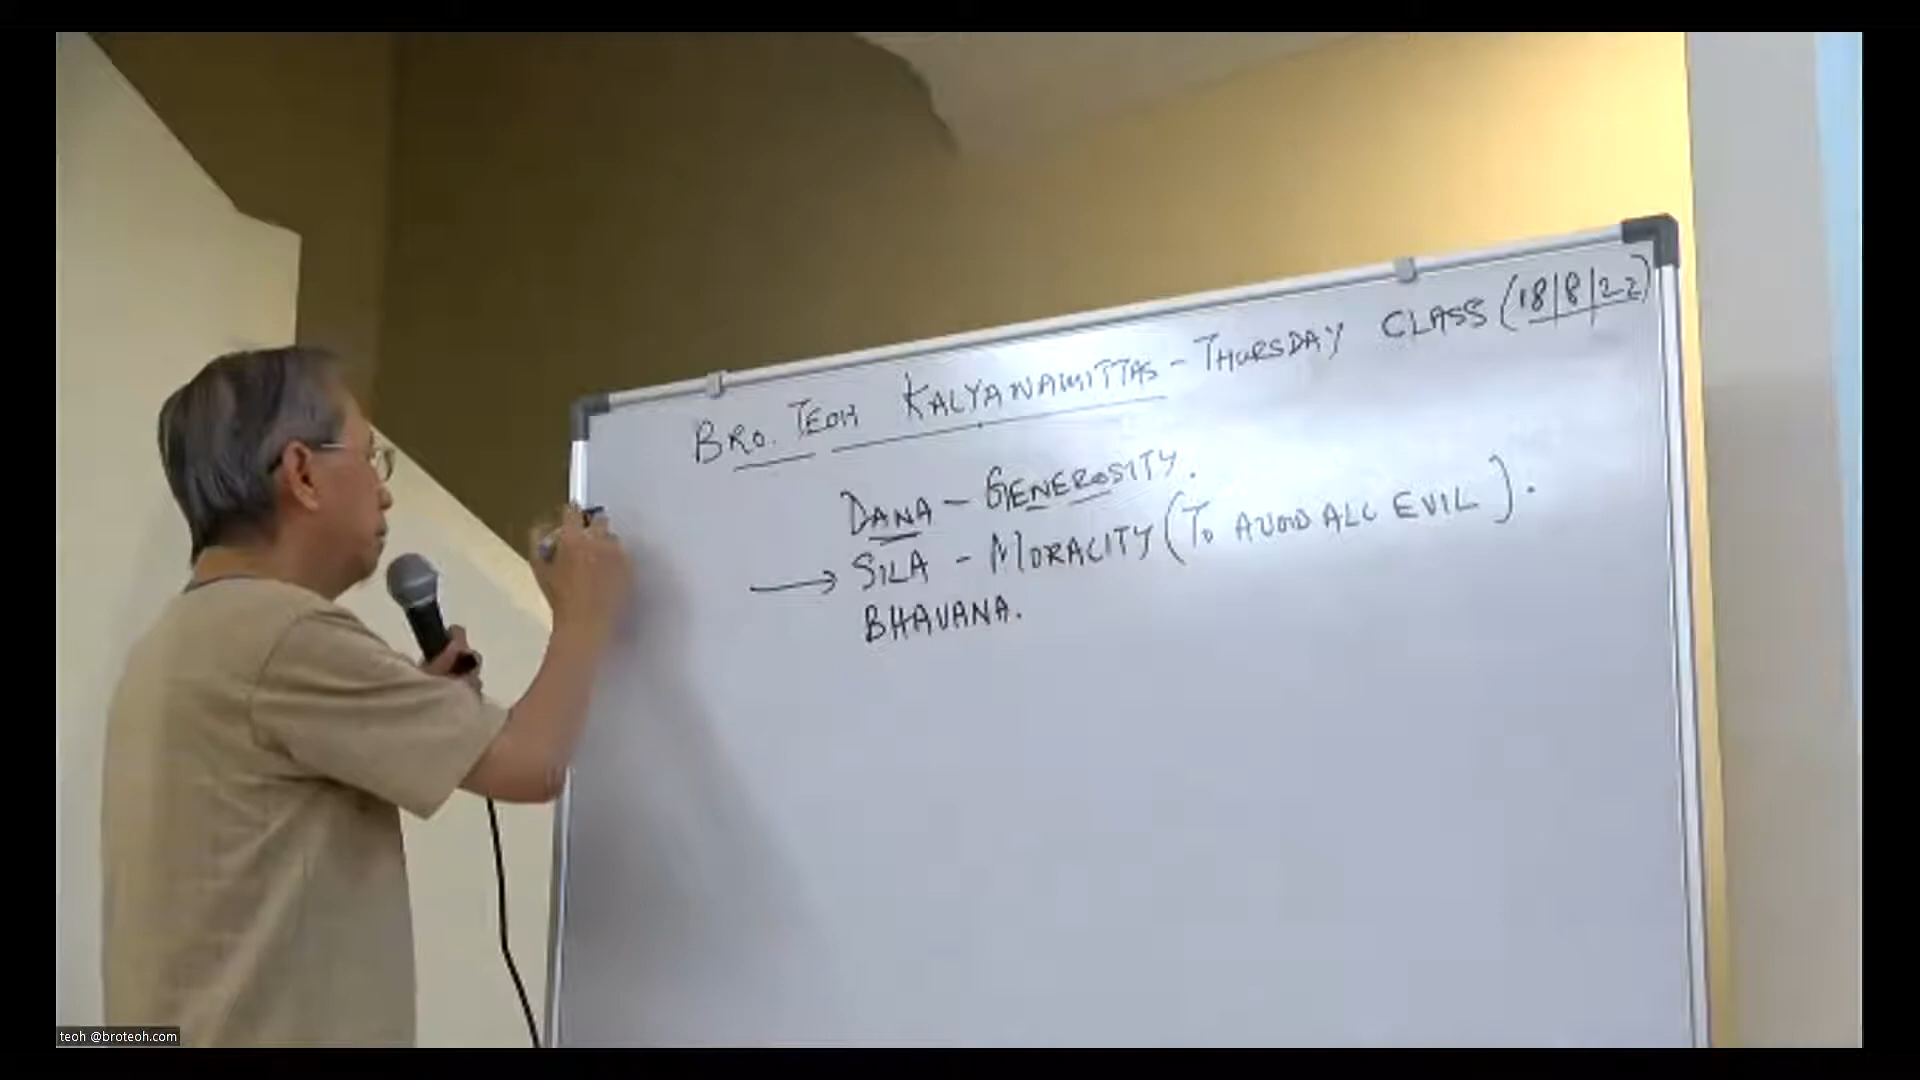 BRO. TEOH KALYANAMITTAS - THURSDAY CLASS (18/8/22)
DANA - GENEROSITY.
→ SILA - MORALITY (TO AVOID ALL EVIL).
BHAVANA.
teoh @broteoh.com